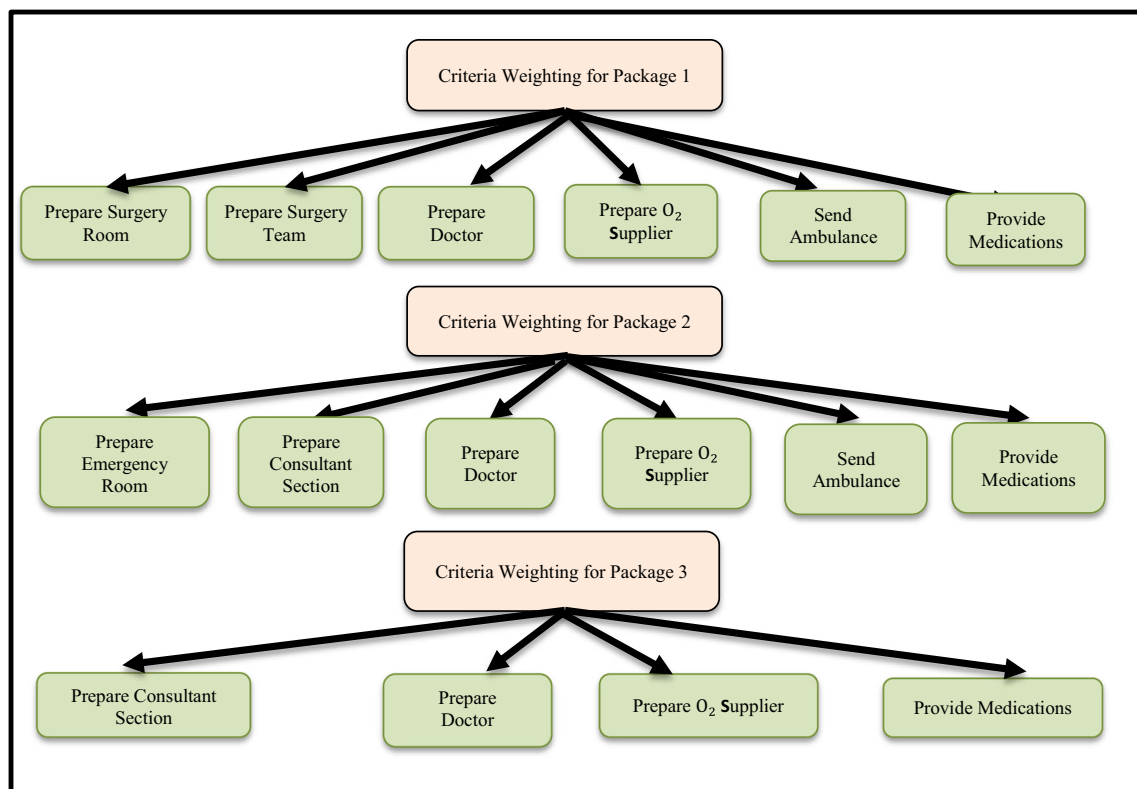 Criteria Weighting for Package 1
Prepare Surgery
Room
Prepare Surgery
Team
Prepare
Doctor
Prepare O₂
Supplier
Send
Ambulance
Provide
Medications
Criteria Weighting for Package 2
Prepare
Emergency
Room
Prepare
Consultant
Section
Prepare
Doctor
Prepare O₂
Supplier
Send
Ambulance
Provide
Medications
Criteria Weighting for Package 3
Prepare Consultant
Section
Prepare
Doctor
Prepare O₂ Supplier
Provide Medications